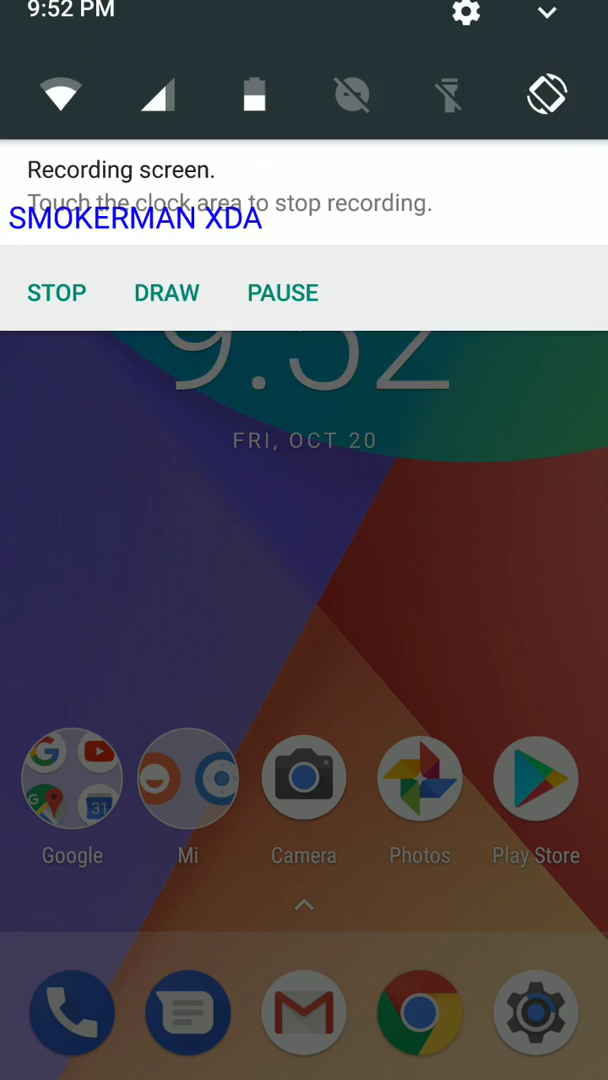 9:52 PM
Recording screen.
Touch the clock area to stop recording.
SMOKERMAN XDA
STOP DRAW PAUSE
9:52
FRI, OCT 20
31
Google Mi Camera Photos Play Store